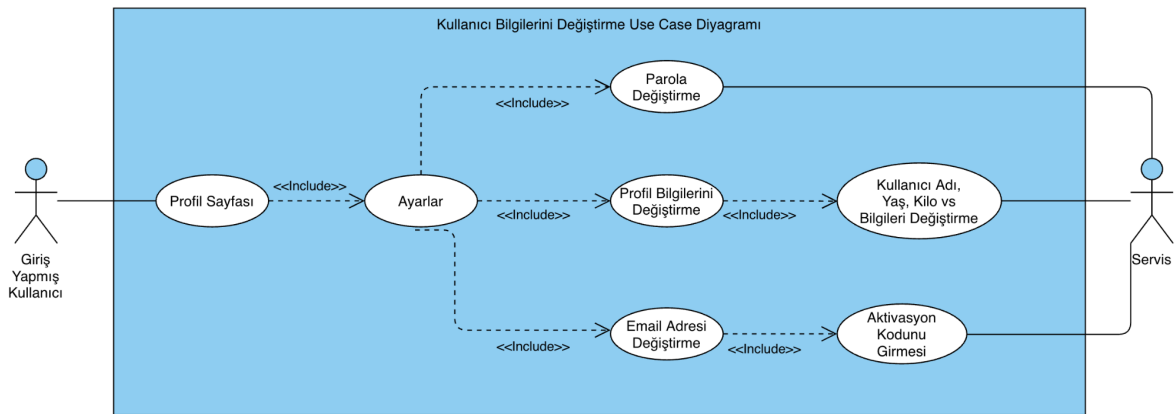 Kullanıcı Bilgilerini Değiştirme Use Case Diyagramı
Parola
Değiştirme
<<Include>>
Giriş
Yapmış
Kullanıcı
Profil Sayfası
<<Include>>
Ayarlar
<<Include>>
Profil Bilgilerini
Değiştirme
<<Include>>
Kullanıcı Adı,
Yaş, Kilo vs
Bilgileri Değiştirme
Servis
<<Include>>
Email Adresi
Değiştirme
<<Include>>
Aktivasyon
Kodunu
Girmesi